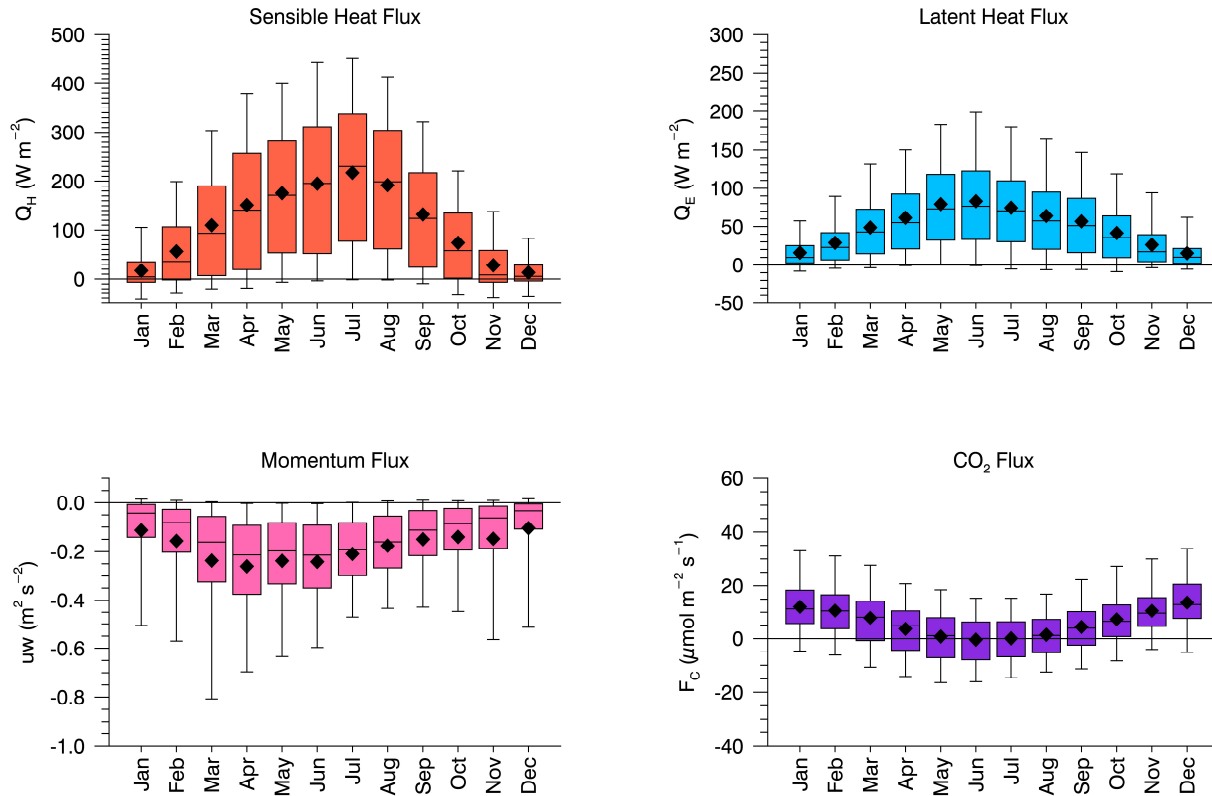 Sensible Heat Flux
500
400
300
200
100
0
Q_H (W m⁻²)
Jan Feb Mar Apr May Jun Jul Aug Sep Oct Nov Dec
Latent Heat Flux
300
250
200
150
100
50
0
-50
Q_E (W m⁻²)
Jan Feb Mar Apr May Jun Jul Aug Sep Oct Nov Dec
Momentum Flux
0.0
-0.2
-0.4
-0.6
-0.8
-1.0
uw (m² s⁻²)
Jan Feb Mar Apr May Jun Jul Aug Sep Oct Nov Dec
CO₂ Flux
60
40
20
0
-20
-40
F_C (μmol m⁻² s⁻¹)
Jan Feb Mar Apr May Jun Jul Aug Sep Oct Nov Dec